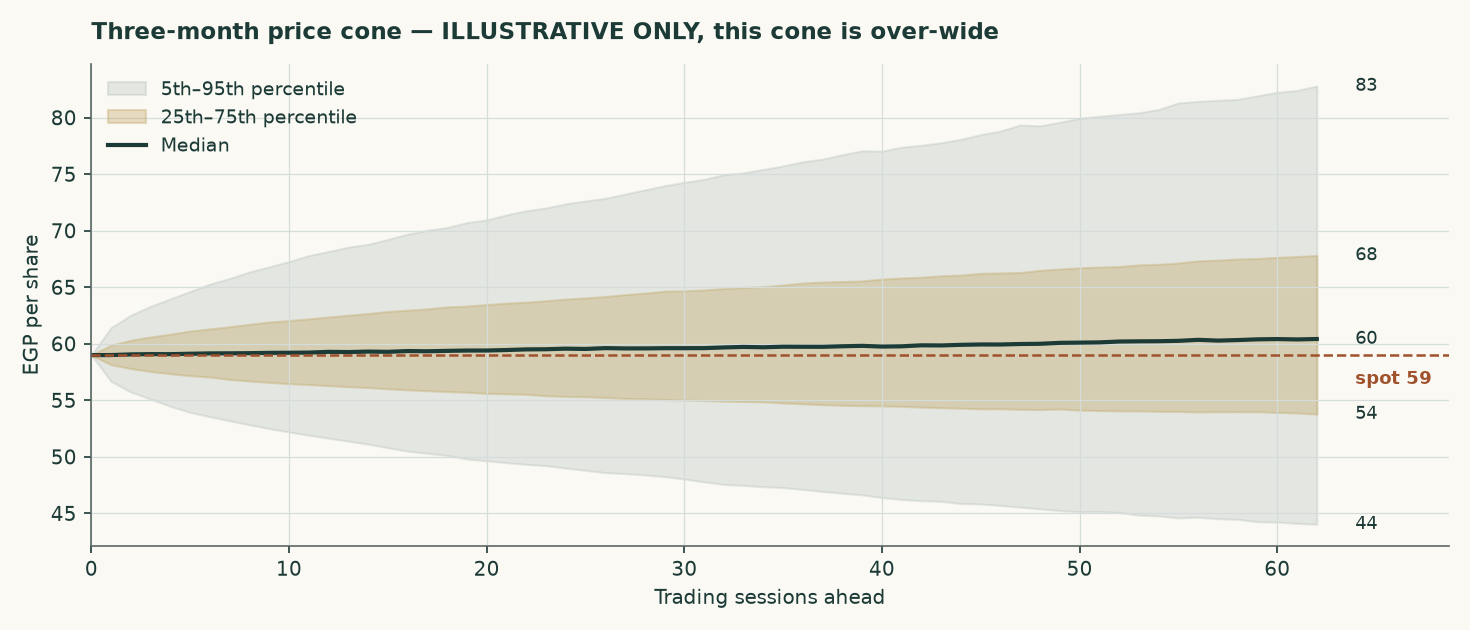 Three-month price cone — ILLUSTRATIVE ONLY, this cone is over-wide
5th–95th percentile
25th–75th percentile
Median
EGP per share
80
75
70
65
60
55
50
45
83
68
60
spot 59
54
44
0 10 20 30 40 50 60
Trading sessions ahead